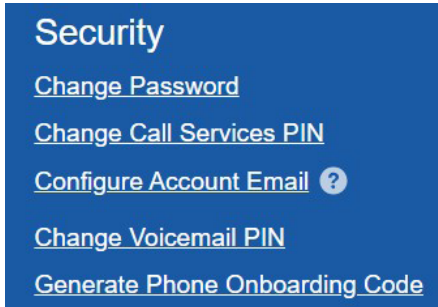 Security
Change Password
Change Call Services PIN
Configure Account Email ?
Change Voicemail PIN
Generate Phone Onboarding Code